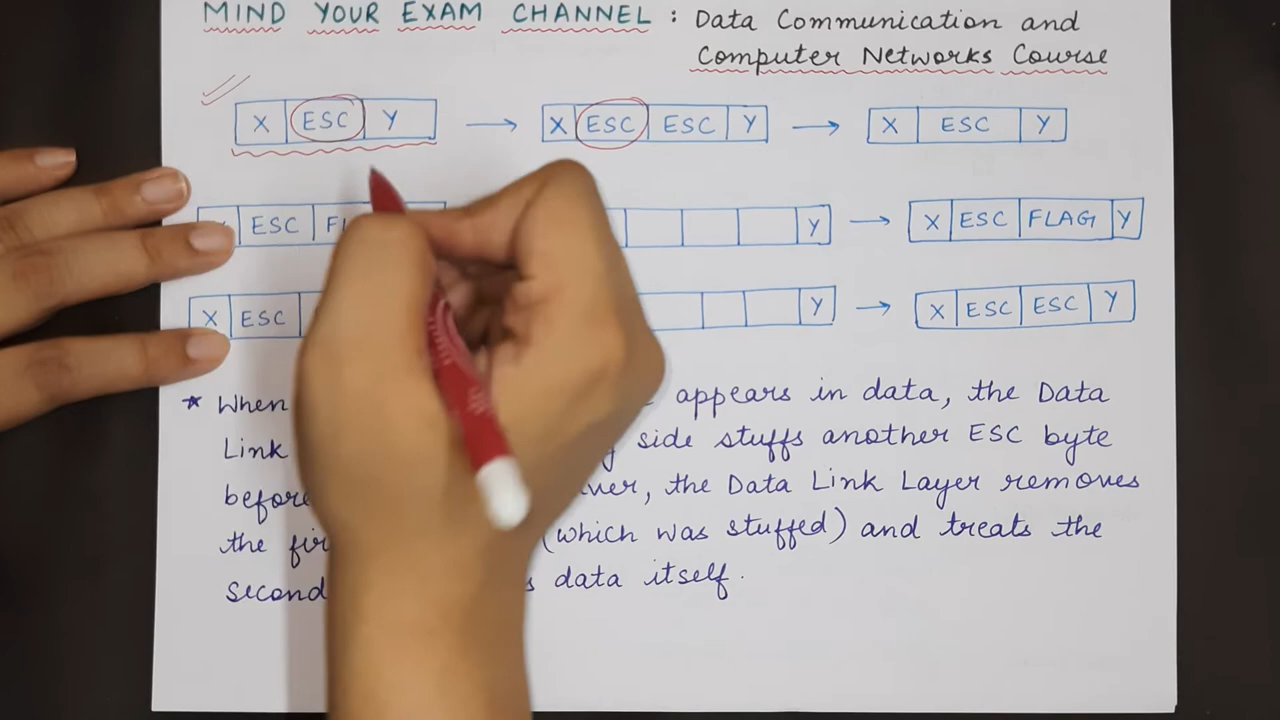 MIND YOUR EXAM CHANNEL : Data Communication and
Computer Networks Course
X ESC Y → X ESC ESC Y → X ESC Y
ESC Y → X ESC FLAG Y
X ESC Y → X ESC ESC Y
* When appears in data, the Data
Link side stuffs another ESC byte
before the Data Link Layer removes
the (which was stuffed) and treats the
second data itself.